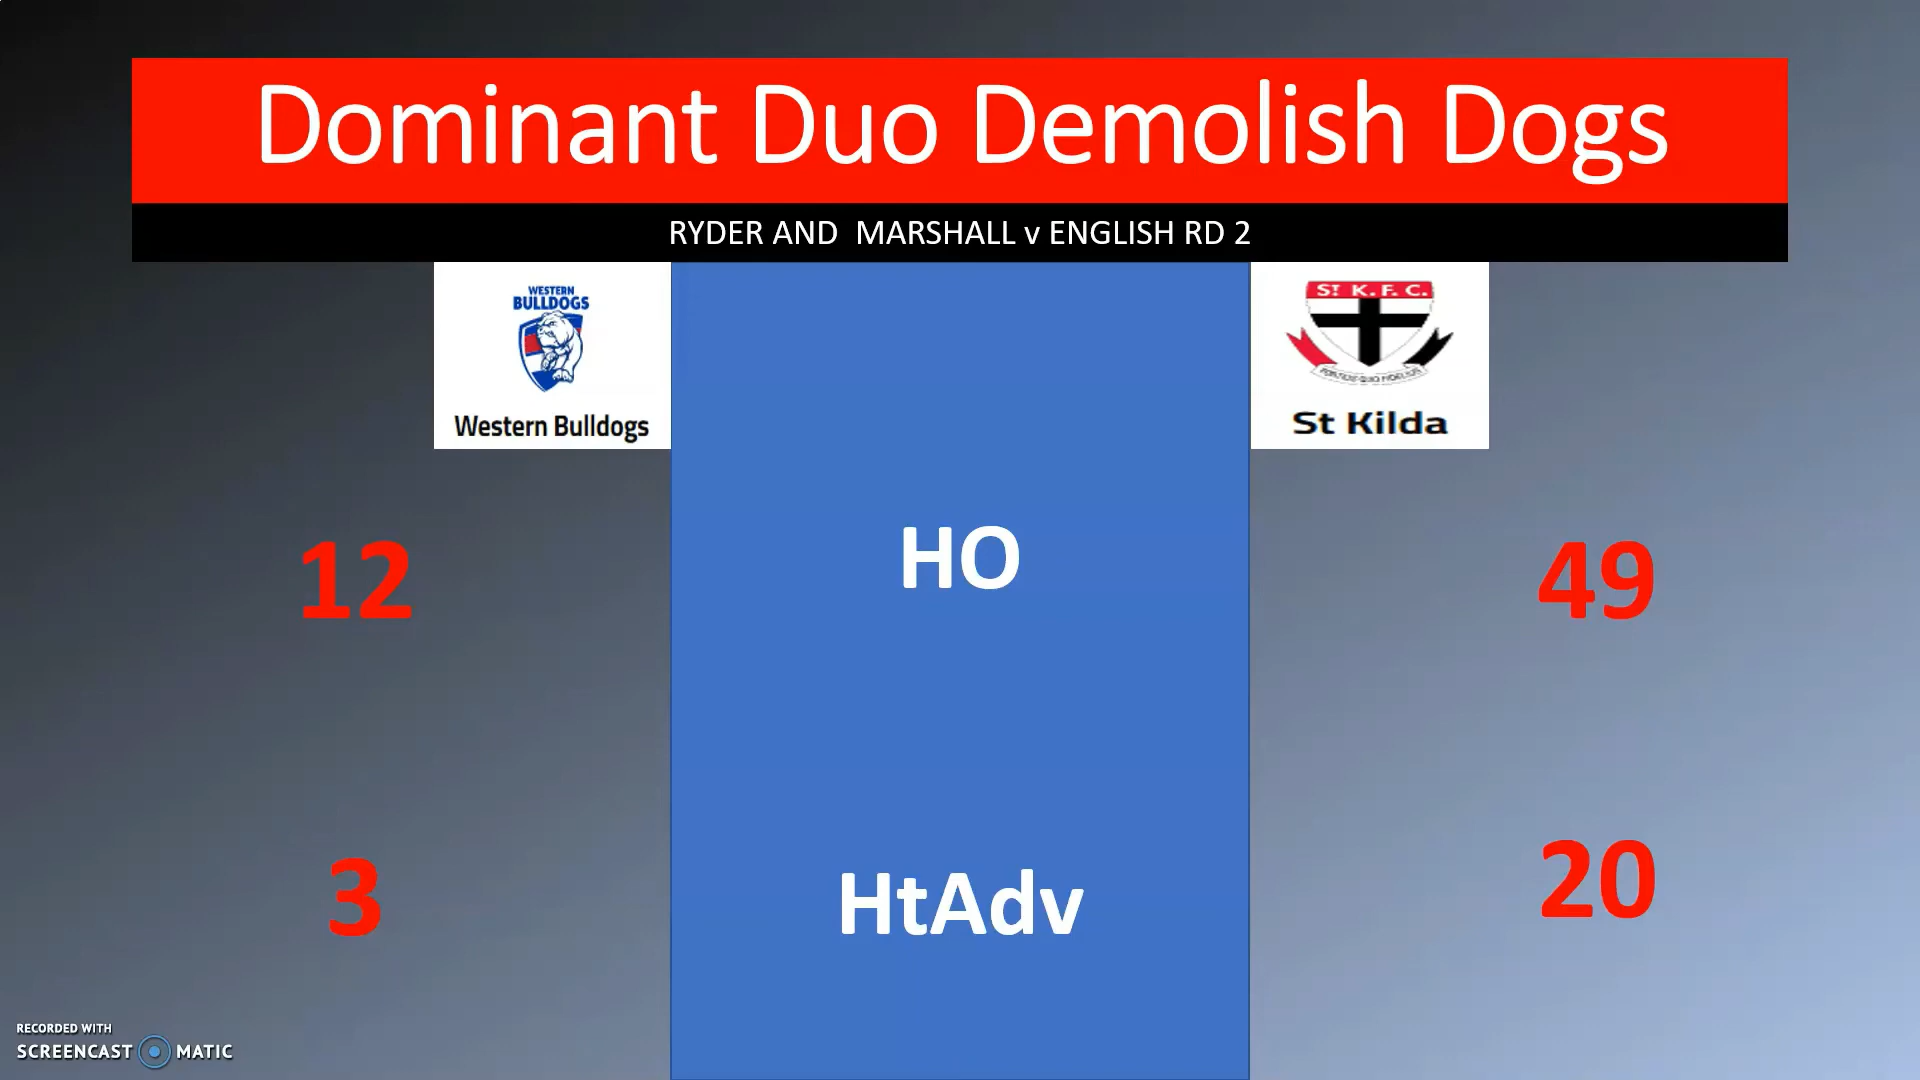 Dominant Duo Demolish Dogs
RYDER AND MARSHALL v ENGLISH RD 2
WESTERN
BULLDOGS
Western Bulldogs
ST K.F.C.
St Kilda
12
HO
49
3
HtAdv
20
RECORDED WITH
SCREENCAST MATIC